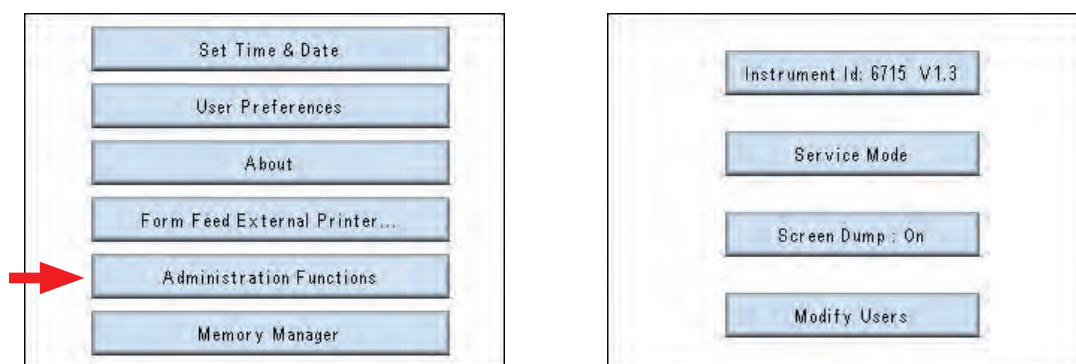 Set Time & Date
User Preferences
About
Form Feed External Printer...
Administration Functions
Memory Manager
Instrument Id: 6715 V1.3
Service Mode
Screen Dump : On
Modify Users